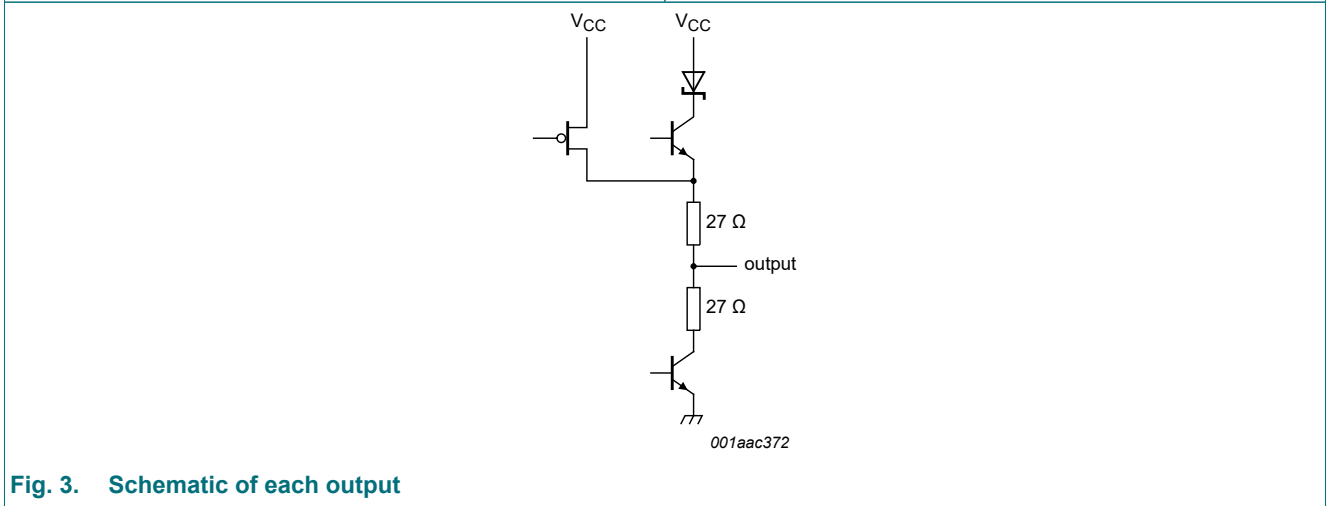 VCC VCC
27 Ω
output
27 Ω
001aac372
Fig. 3. Schematic of each output